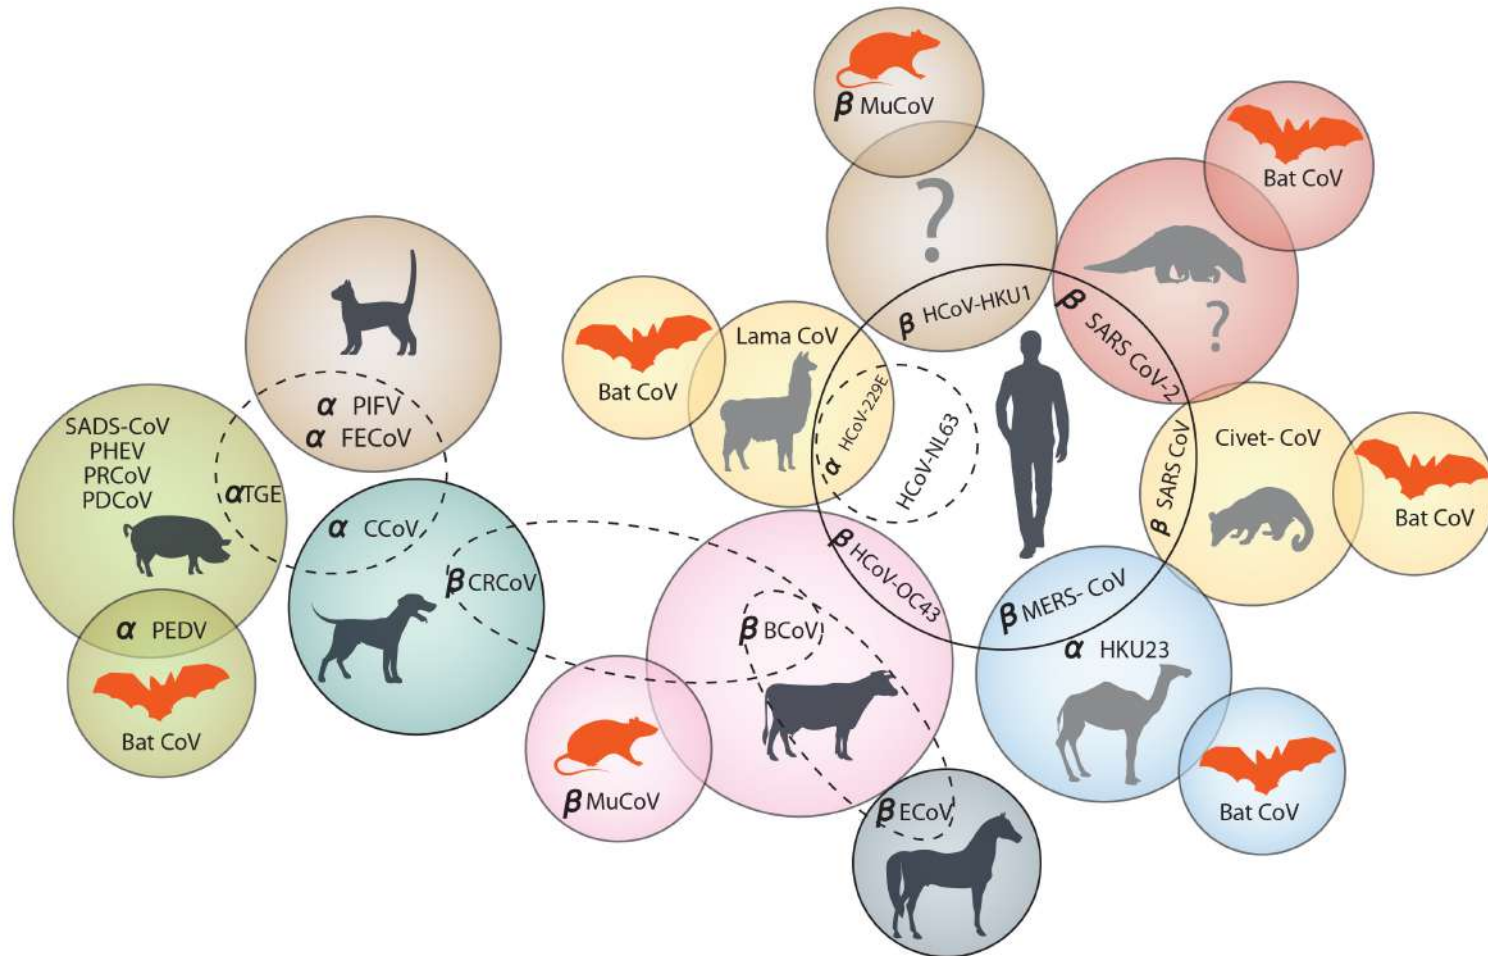 β MuCoV
?
Bat CoV
β HCoV-HKU1
β SARS CoV-2
?
Lama CoV
Bat CoV
α HCoV-229E
HCoV-NL63
α PIFV
α FECoV
SADS-CoV
PHEV
PRCoV
PDCoV
αTGE
Civet- CoV
β SARS CoV
Bat CoV
α CCoV
β CRCoV
β HCoV-OC43
β MERS- CoV
α HKU23
α PEDV
β BCoV
Bat CoV
β MuCoV
β ECoV
Bat CoV